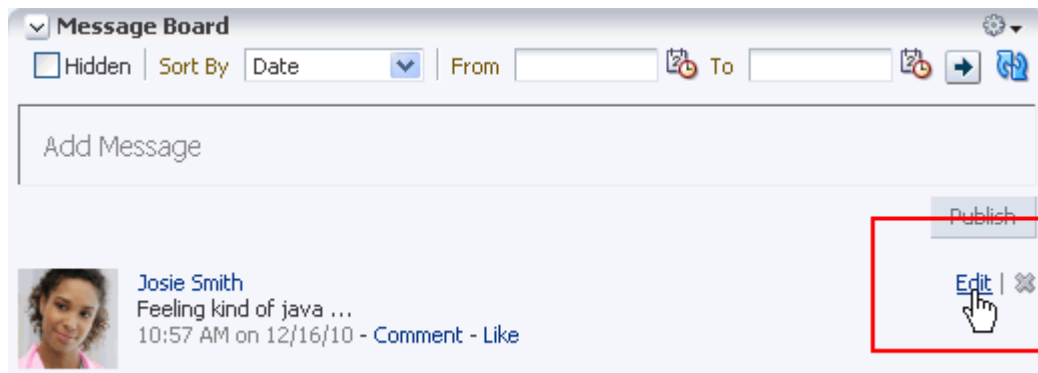 Message Board
Hidden Sort By Date From To
Add Message
Publish
Josie Smith Edit
Feeling kind of java ...
10:57 AM on 12/16/10 - Comment - Like